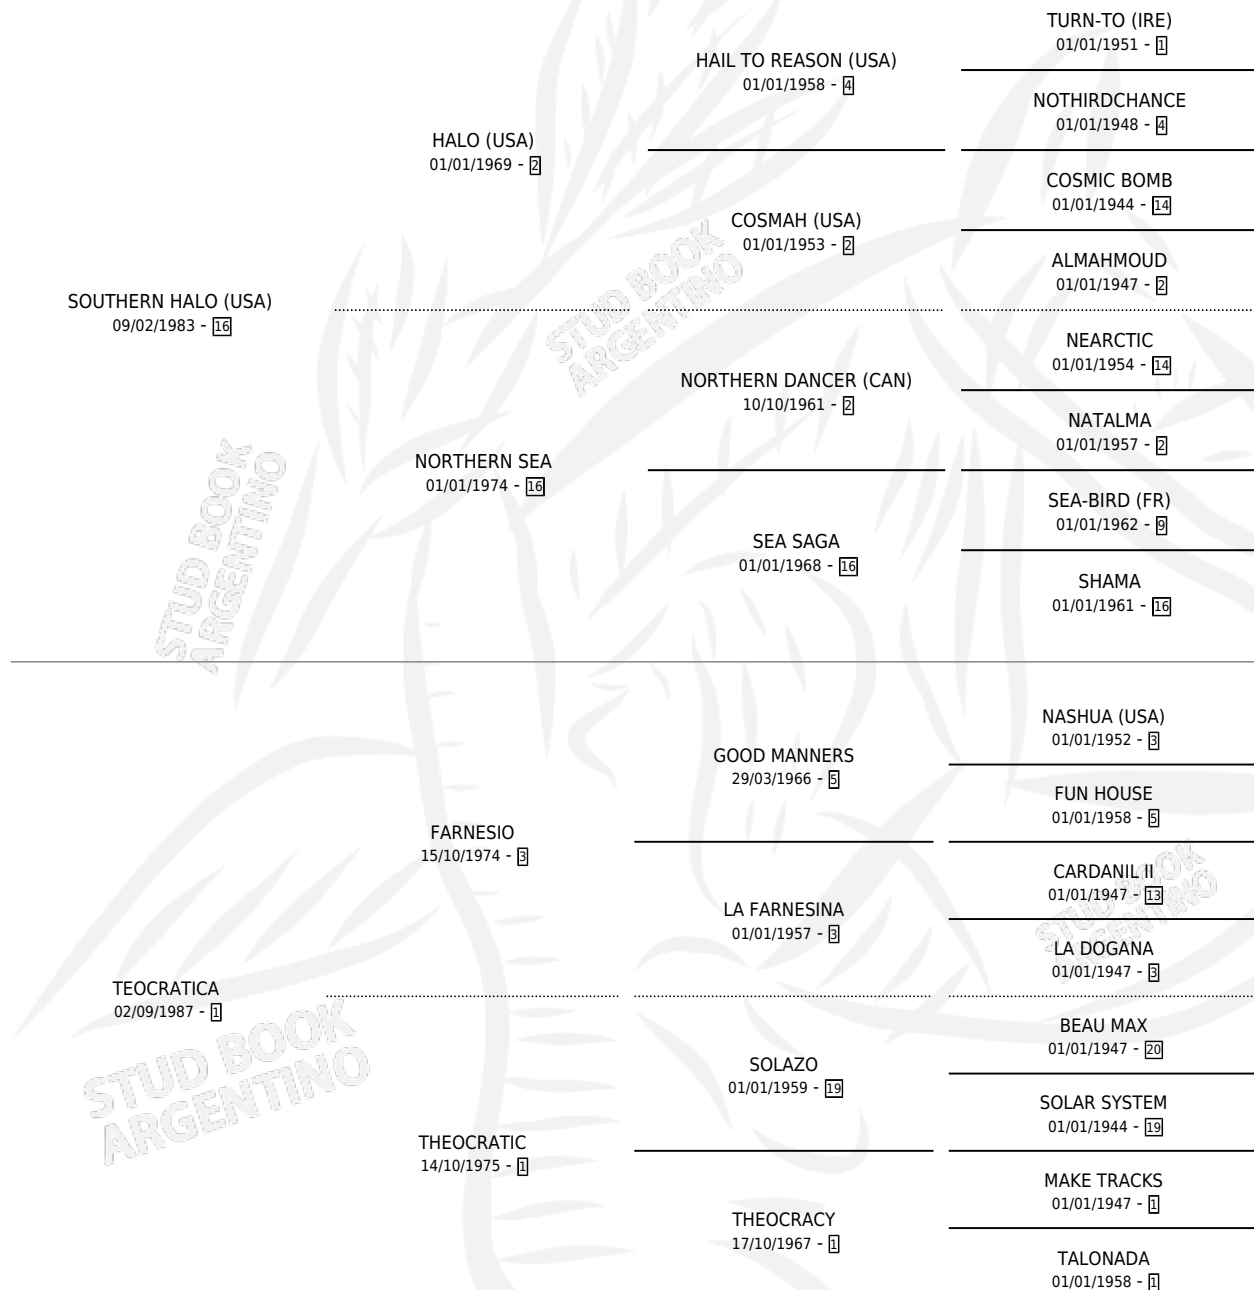 TURN-TO (IRE)
01/01/1951 - 1
HAIL TO REASON (USA)
01/01/1958 - 4
NOTHIRDCHANCE
01/01/1948 - 4
HALO (USA)
01/01/1969 - 2
COSMIC BOMB
01/01/1944 - 14
COSMAH (USA)
01/01/1953 - 2
ALMAHMOUD
01/01/1947 - 2
SOUTHERN HALO (USA)
09/02/1983 - 16
STUD BOOK
ARGENTINO
NEARCTIC
01/01/1954 - 14
NORTHERN DANCER (CAN)
10/10/1961 - 2
NATALMA
01/01/1957 - 2
NORTHERN SEA
01/01/1974 - 16
SEA-BIRD (FR)
01/01/1962 - 9
SEA SAGA
01/01/1968 - 16
SHAMA
01/01/1961 - 16
STUD BOOK
ARGENTINO
NASHUA (USA)
01/01/1952 - 3
GOOD MANNERS
29/03/1966 - 5
FUN HOUSE
01/01/1958 - 5
FARNESIO
15/10/1974 - 3
CARDANIL II
01/01/1947 - 13
LA FARNESINA
01/01/1957 - 3
STUD BOOK
ARGENTINO
LA DOGANA
01/01/1947 - 3
TEOCRATICA
02/09/1987 - 1
BEAU MAX
01/01/1947 - 20
SOLAZO
01/01/1959 - 19
STUD BOOK
ARGENTINO
SOLAR SYSTEM
01/01/1944 - 19
THEOCRATIC
14/10/1975 - 1
MAKE TRACKS
01/01/1947 - 1
THEOCRACY
17/10/1967 - 1
TALONADA
01/01/1958 - 1